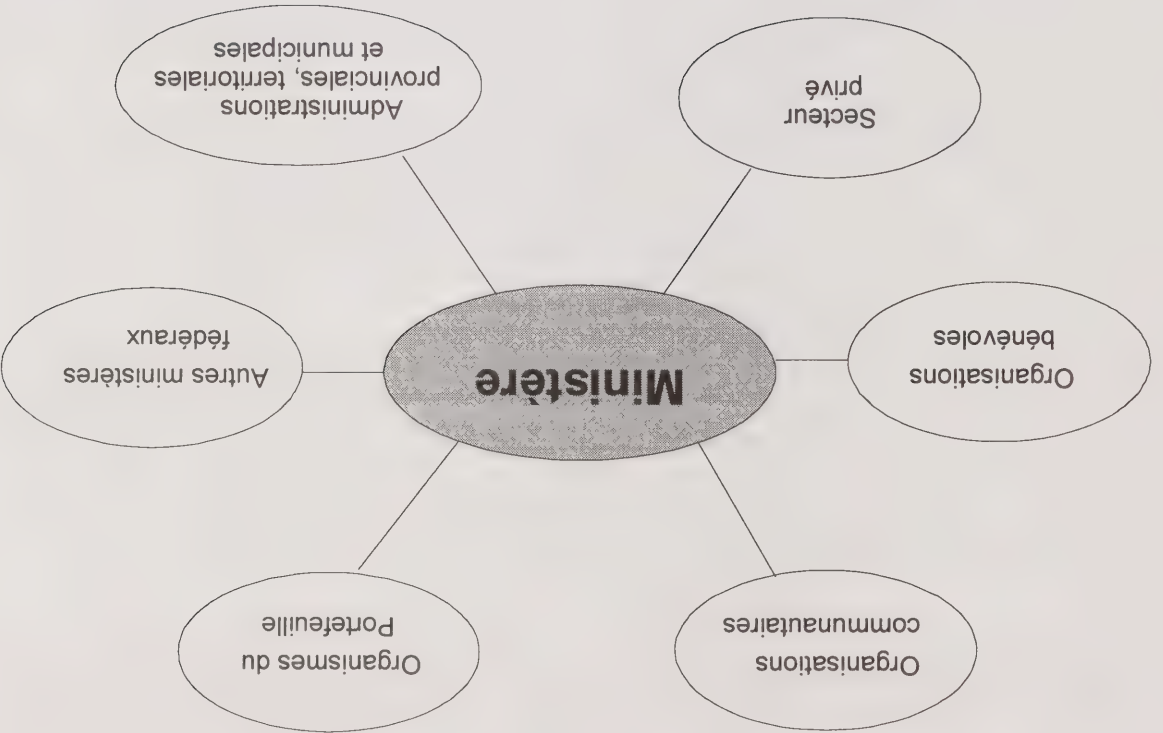 Organisations
communautaires
Organismes du
Portefeuille
Organisations
bénévoles
Ministère
Autres ministères
fédéraux
Secteur
privé
Administrations
provinciales, territoriales
et municipales